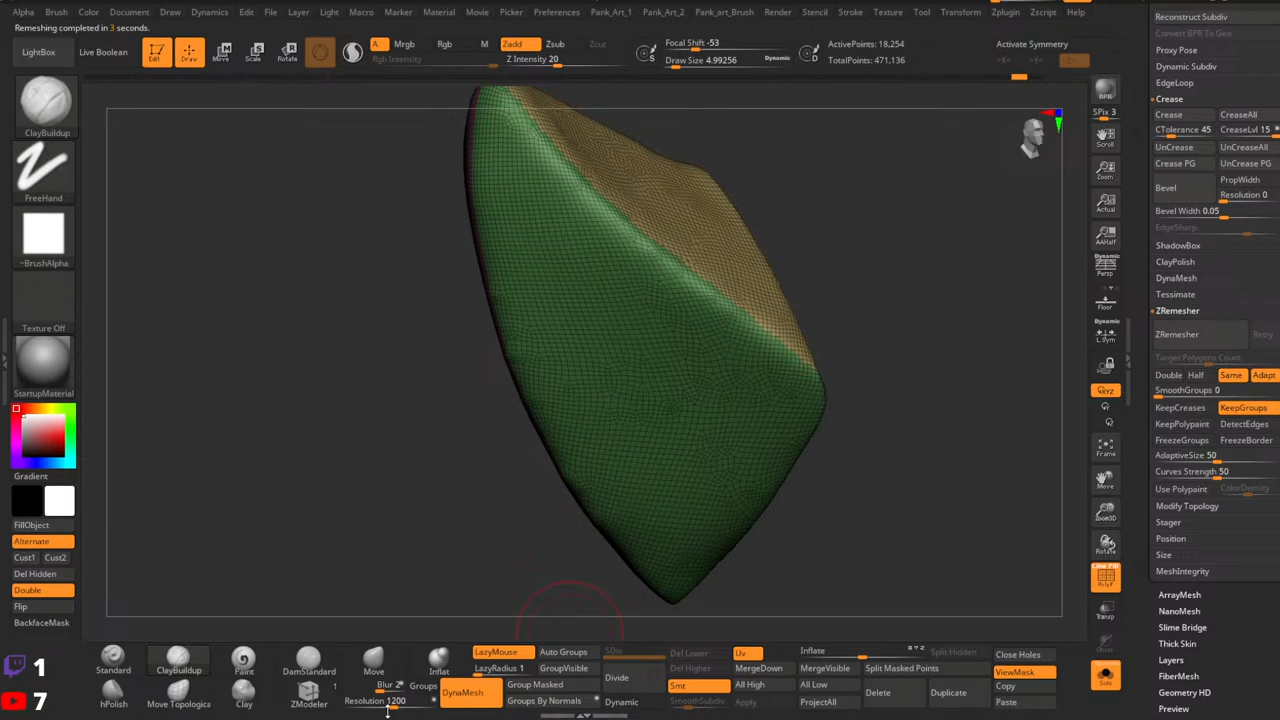 Alpha Brush Color Document Draw Dynamics Edit File Layer Light Macro Marker Material Movie Picker Preferences Pank_Art_1 Pank_Art_2 Pank_art_Brush Render Stencil Stroke Texture Tool Transform Zplugin Zscript Help
Remeshing completed in 3 seconds.
LightBox
Live Boolean
Edit
Draw
Move
Scale
Rotate
A
Mrgb
Rgb
M
Rgb Intensity
Zadd
Zsub
Zcut
Z Intensity 20
S
Focal Shift -53
Draw Size 4.99256
Dynamic
D
ActivePoints: 18,254
TotalPoints: 471,136
Activate Symmetry
>X<
>Y<
ClayBuildup
FreeHand
~BrushAlpha
Texture Off
StartupMaterial
Gradient
FillObject
Alternate
Cust1 Cust2
Del Hidden
Double
Flip
BackfaceMask
1
7
BPR
SPix 3
Scroll
Zoom
Actual
AAHalf
Dynamic
Persp
Floor
Dynamic
L.Sym
Frame
Move
Zoom3D
Rotate
Line Fill
PolyF
Transp
Ghost
Solo
Reconstruct Subdiv
Convert BPR To Geo
Proxy Pose
Dynamic Subdiv
EdgeLoop
Crease
Crease CreaseAll
CTolerance 45 CreaseLvl 15
UnCrease UnCreaseAll
Crease PG UnCrease PG
Bevel
PropWidth
Resolution 0
Bevel Width 0.05
EdgeSharp
ShadowBox
ClayPolish
DynaMesh
Tessimate
ZRemesher
ZRemesher Retry
Target Polygons Count
Double Half Same Adapt
SmoothGroups 0
KeepCreases KeepGroups
KeepPolypaint DetectEdges
FreezeGroups FreezeBorder
AdaptiveSize 50
Curves Strength 50
Use Polypaint ColorDensity
Modify Topology
Stager
Position
Size
MeshIntegrity
ArrayMesh
NanoMesh
Slime Bridge
Thick Skin
Layers
FiberMesh
Geometry HD
Preview
Standard
ClayBuildup
Paint
DamStandard
Move
Inflat
hPolish
Move Topologica
Clay
ZModeler
1
Blur 2
Groups
Resolution 1200
DynaMesh
LazyMouse
LazyRadius 1
Auto Groups
GroupVisible
Group Masked
Groups By Normals
SDiv
Divide
Dynamic
Del Lower
Del Higher
Smt
SmoothSubdiv
Uv
MergeDown
All High
Apply
Inflate
MergeVisible
All Low
ProjectAll
Split Hidden
Split Masked Points
Delete
Duplicate
Close Holes
ViewMask
Copy
Paste